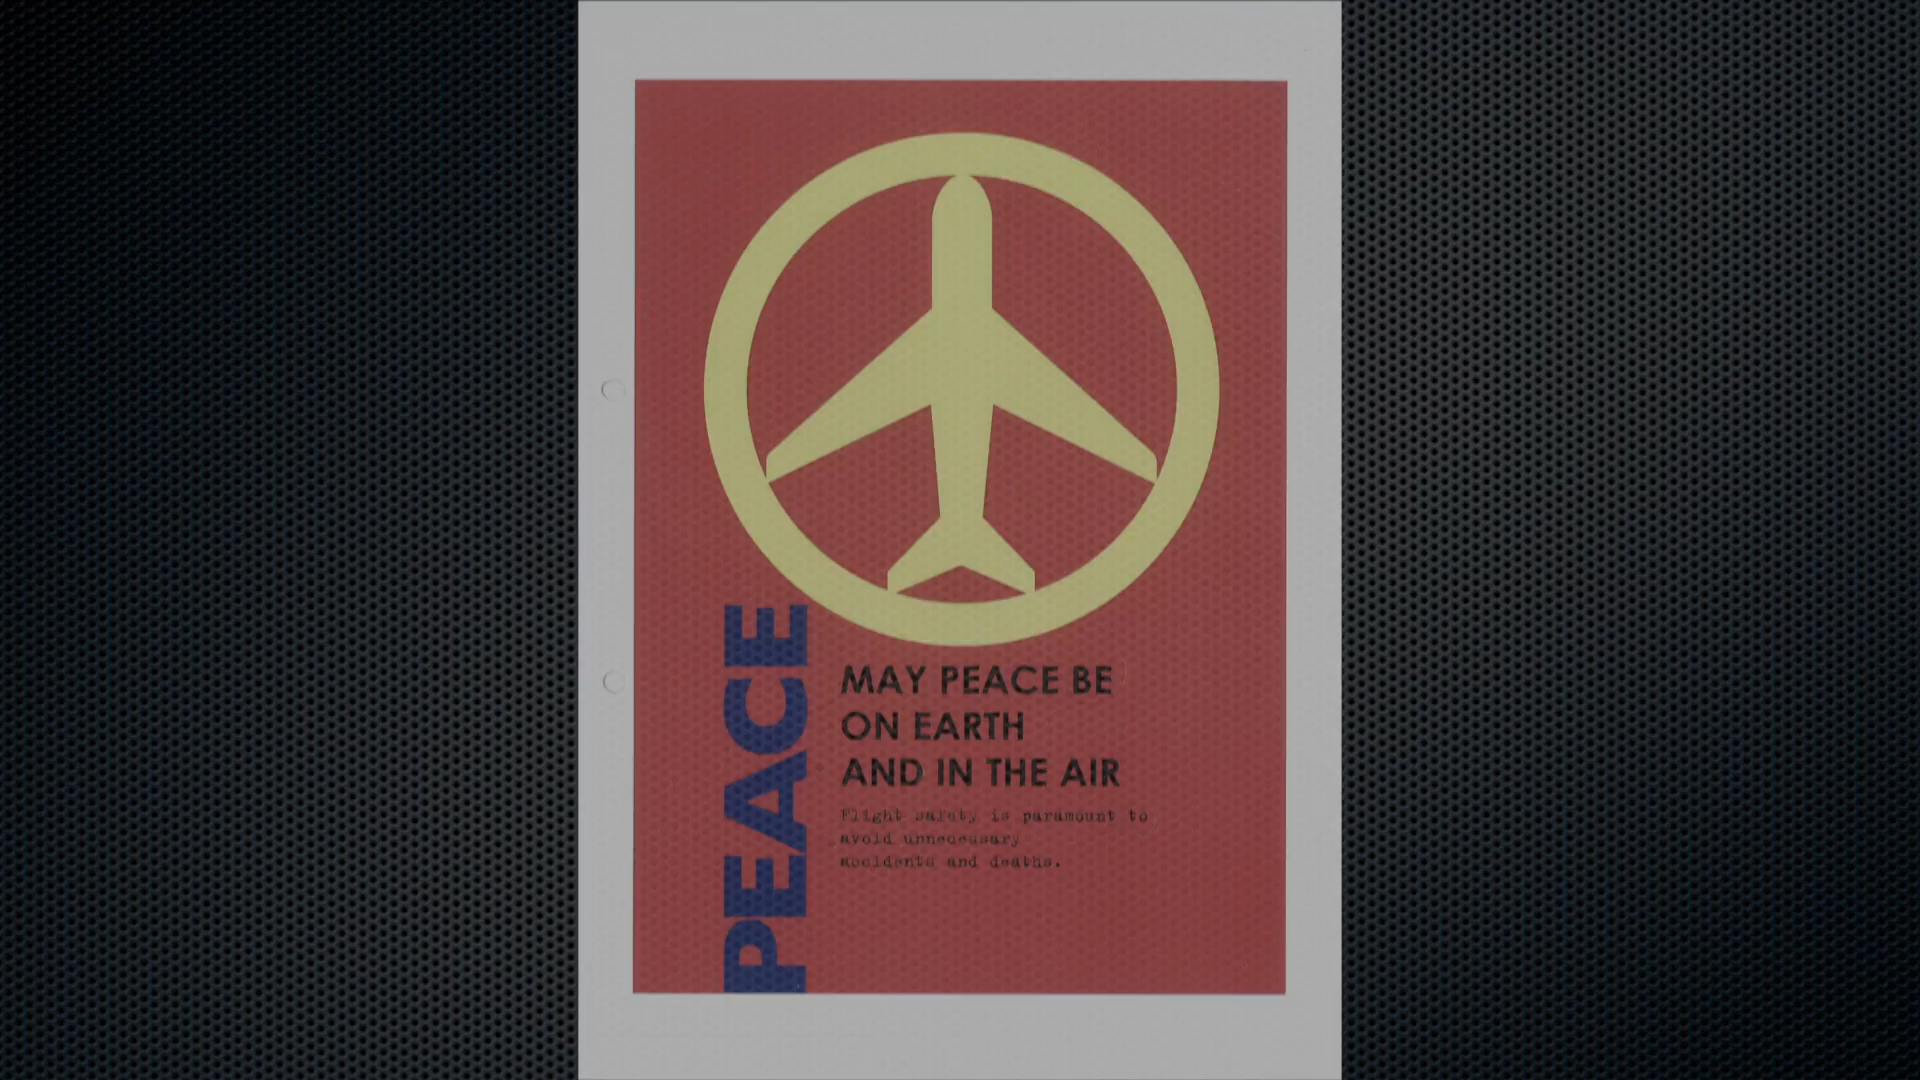 PEACE
MAY PEACE BE
ON EARTH
AND IN THE AIR
Flight safety is paramount to
avoid unnecessary
accidents and deaths.